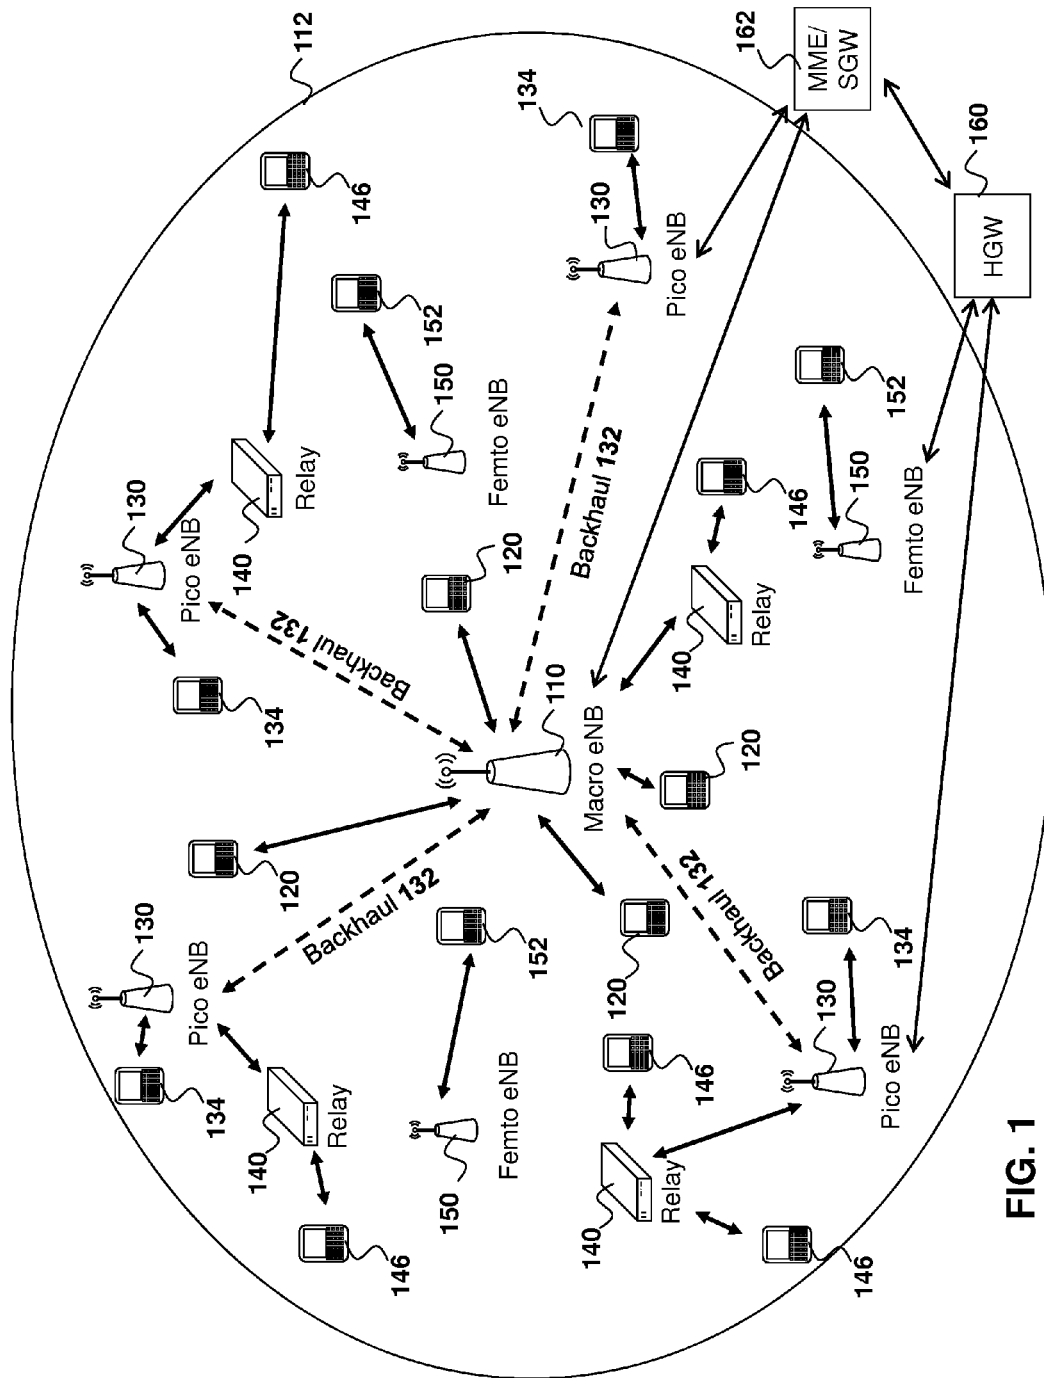 130
130
Pico eNB
Pico eNB
134
140
140
134
120
112
Relay
Relay
Backhaul 132
Backhaul 132
146
146
152
150
150
Femto eNB
Femto eNB
152
120
134
110
Macro eNB
140
130
Backhaul 132
120
Relay
Pico eNB
140
146
120
Backhaul 132
Relay
162
146
MME/
SGW
130
146
150
Pico eNB
134
152
Femto eNB
160
HGW
FIG. 1